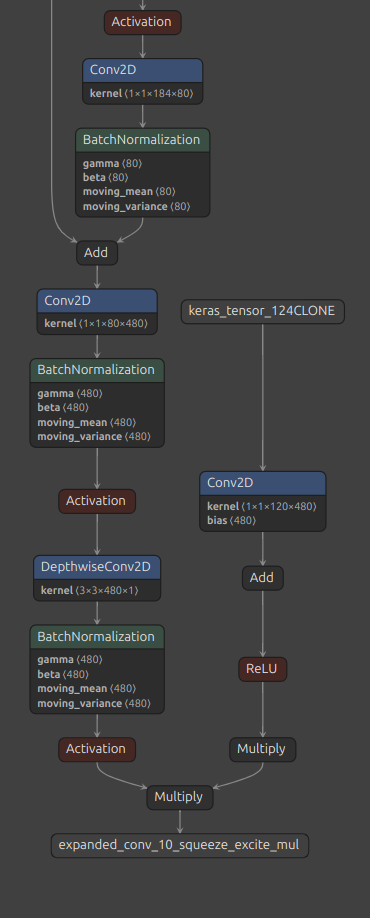 Activation
Conv2D
kernel ⟨1×1×184×80⟩
BatchNormalization
gamma ⟨80⟩
beta ⟨80⟩
moving_mean ⟨80⟩
moving_variance ⟨80⟩
Add
Conv2D
kernel ⟨1×1×80×480⟩
keras_tensor_124CLONE
BatchNormalization
gamma ⟨480⟩
beta ⟨480⟩
moving_mean ⟨480⟩
moving_variance ⟨480⟩
Activation
Conv2D
kernel ⟨1×1×120×480⟩
bias ⟨480⟩
DepthwiseConv2D
kernel ⟨3×3×480×1⟩
Add
BatchNormalization
gamma ⟨480⟩
beta ⟨480⟩
moving_mean ⟨480⟩
moving_variance ⟨480⟩
ReLU
Activation
Multiply
Multiply
expanded_conv_10_squeeze_excite_mul